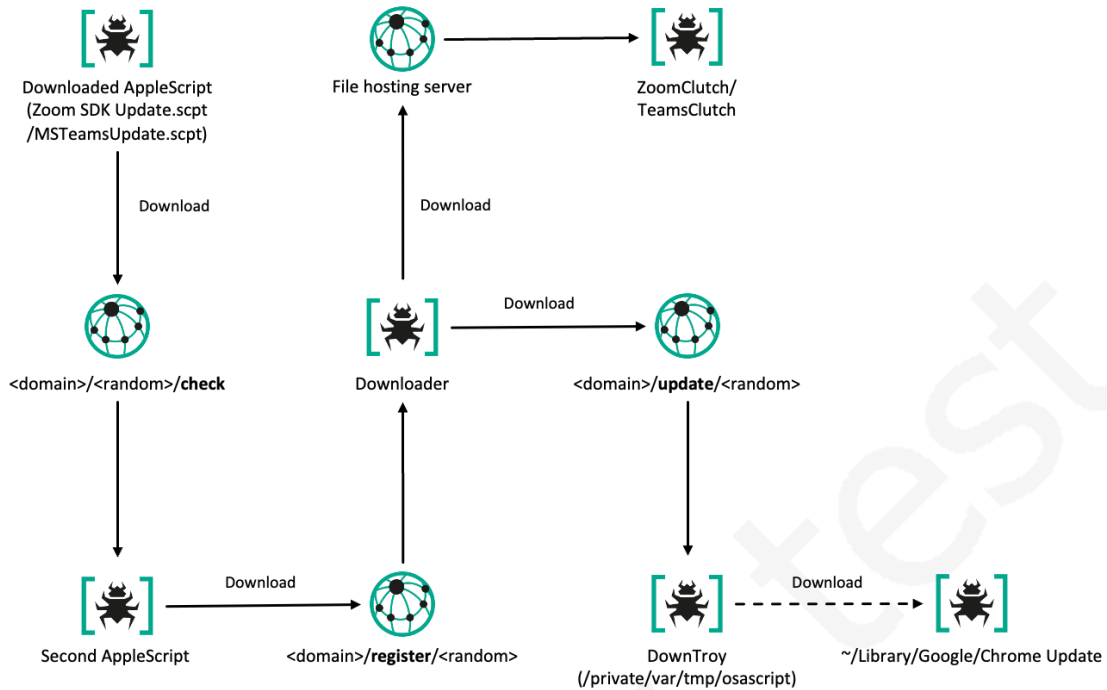 Downloaded AppleScript
(Zoom SDK Update.scpt
/MSTeamsUpdate.scpt)
File hosting server
ZoomClutch/
TeamsClutch
Download
Download
Download
<domain>/<random>/check
Downloader
<domain>/update/<random>
Download
Download
Second AppleScript
<domain>/register/<random>
DownTroy
(/private/var/tmp/osascript)
~/Library/Google/Chrome Update
test